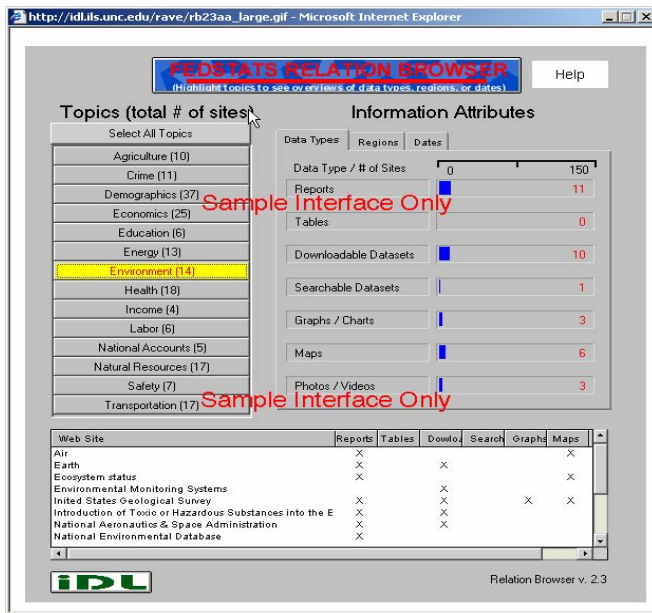 http://idl.ils.unc.edu/rave/rb23aa_large.gif - Microsoft Internet Explorer
FEDSTATS RELATION BROWSER
(Highlight topics to see overviews of data types, regions, or dates)
Help
Topics (total # of sites)
Information Attributes
Select All Topics
Agriculture (10)
Crime (11)
Demographics (37)
Economics (25)
Education (6)
Energy (13)
Environment (14)
Health (18)
Income (4)
Labor (6)
National Accounts (5)
Natural Resources (17)
Safety (7)
Transportation (17)
Data Types Regions Dates
Data Type / # of Sites 0 150
Reports 11
Sample Interface Only
Tables 0
Downloadable Datasets 10
Searchable Datasets 1
Graphs / Charts 3
Maps 6
Photos / Videos 3
Sample Interface Only
Web Site Reports Tables Dowloa Search Graphs Maps
Air X X
Earth X X
Ecosystem status X X
Environmental Monitoring Systems X
Inited States Geological Survey X X X X
Introduction of Toxic or Hazardous Substances into the E X X
National Aeronautics & Space Administration X X
National Environmental Database X
iDL
Relation Browser v. 2.3